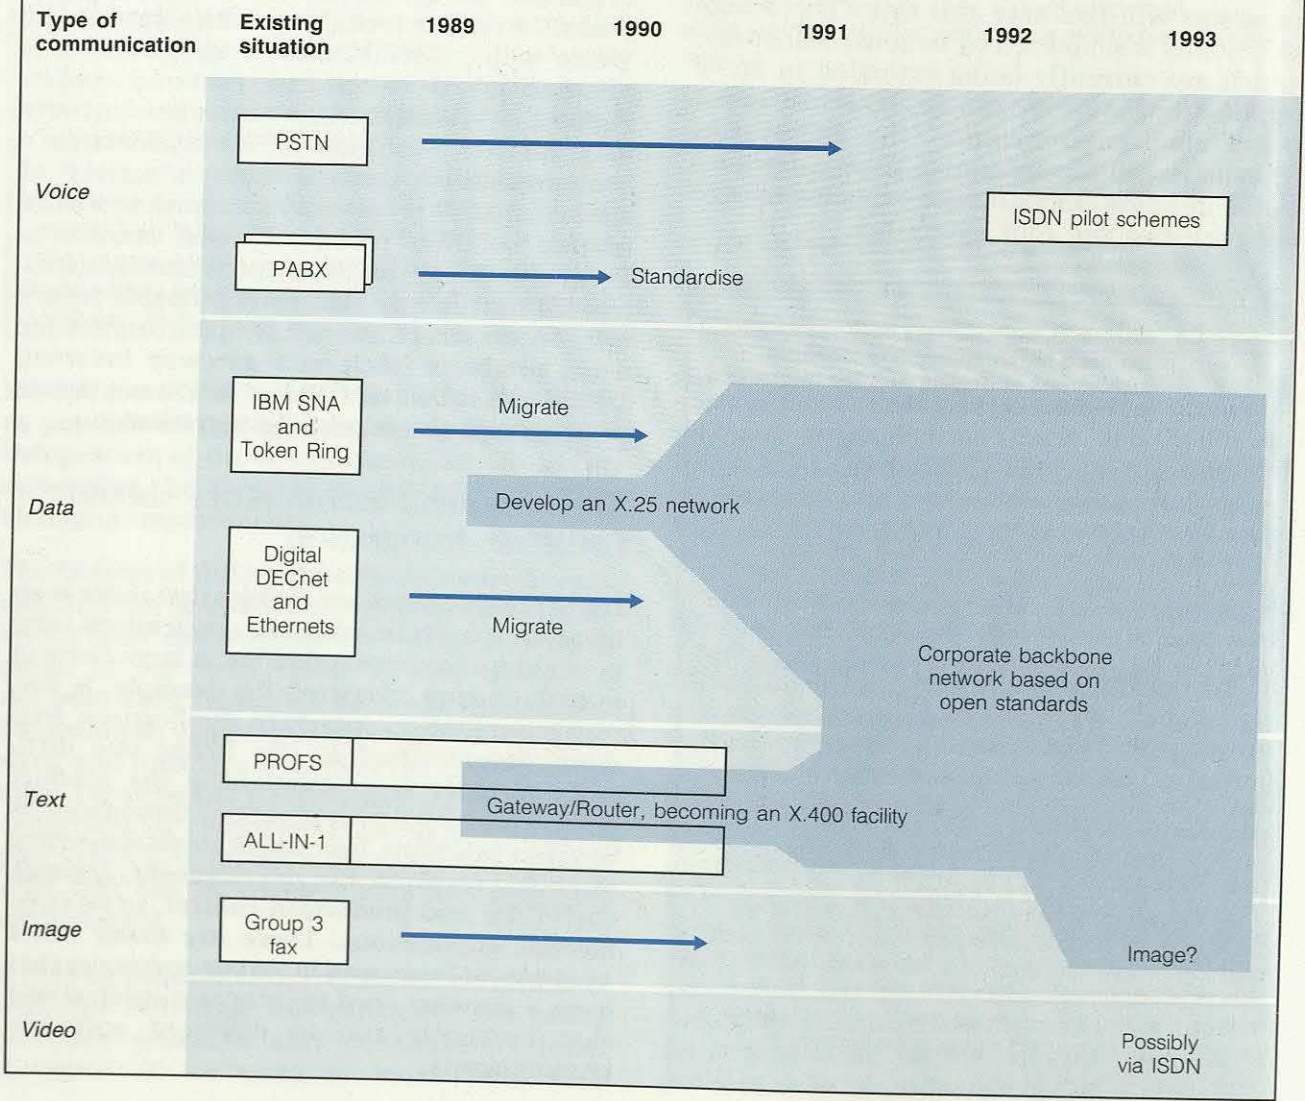 Type of
communication
Existing
situation
1989
1990
1991
1992
1993
Voice
PSTN
ISDN pilot schemes
PABX
Standardise
Data
IBM SNA
and
Token Ring
Migrate
Develop an X.25 network
Digital
DECnet
and
Ethernets
Migrate
Corporate backbone
network based on
open standards
Text
PROFS
Gateway/Router, becoming an X.400 facility
ALL-IN-1
Image
Group 3
fax
Image?
Video
Possibly
via ISDN